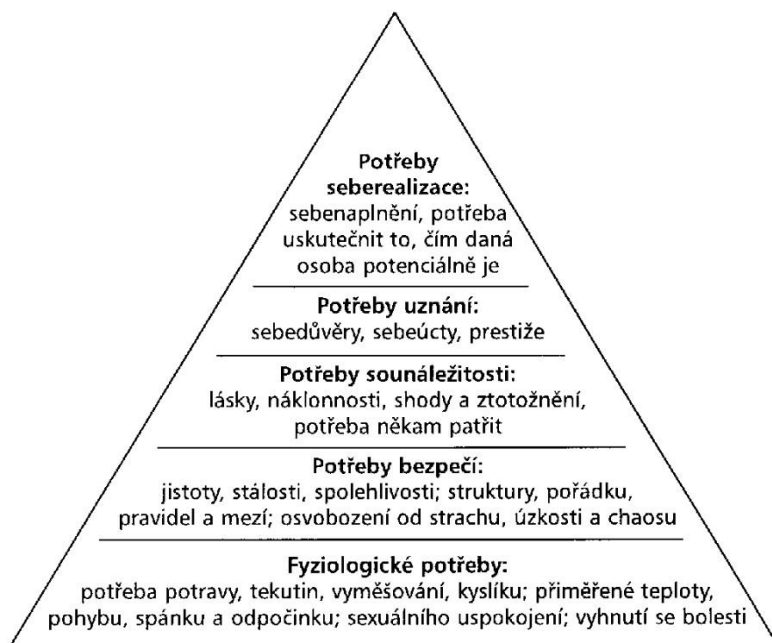 Potřeby
seberealizace:
sebenaplnění, potřeba
uskutečnit to, čím daná
osoba potenciálně je
Potřeby uznání:
sebedůvěry, sebeúcty, prestiže
Potřeby sounáležitosti:
lásky, náklonnosti, shody a ztotožnění,
potřeba někam patřit
Potřeby bezpečí:
jistoty, stálosti, spolehlivosti; struktury, pořádku,
pravidel a mezí; osvobození od strachu, úzkosti a chaosu
Fyziologické potřeby:
potřeba potravy, tekutin, vyměšování, kyslíku; přiměřené teploty,
pohybu, spánku a odpočinku; sexuálního uspokojení; vyhnutí se bolesti